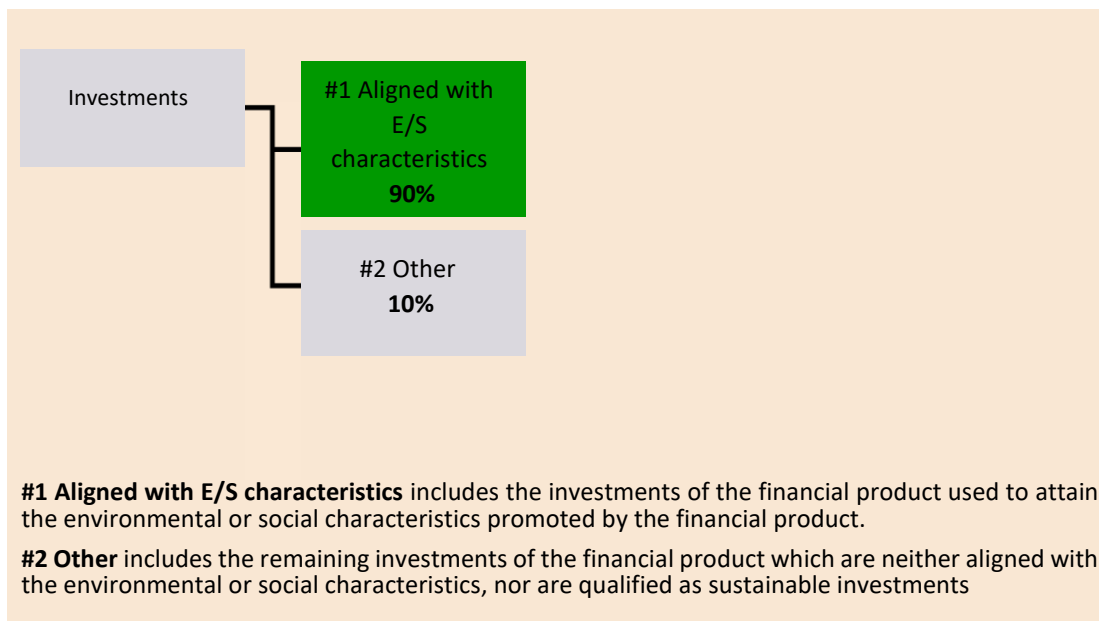 Investments
#1 Aligned with
E/S
characteristics
90%
#2 Other
10%
#1 Aligned with E/S characteristics includes the investments of the financial product used to attain
the environmental or social characteristics promoted by the financial product.
#2 Other includes the remaining investments of the financial product which are neither aligned with
the environmental or social characteristics, nor are qualified as sustainable investments